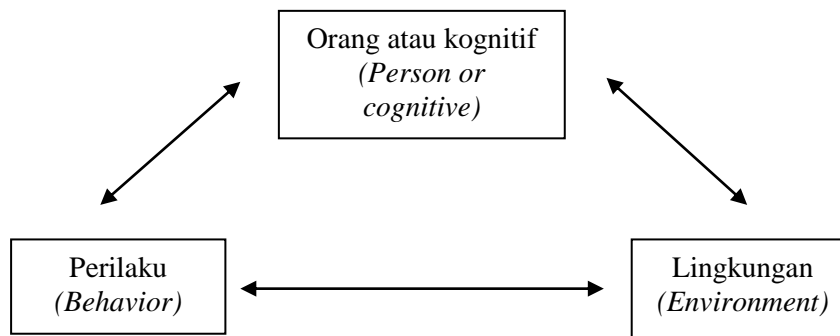 Orang atau kognitif
(Person or
cognitive)
Perilaku
(Behavior)
Lingkungan
(Environment)